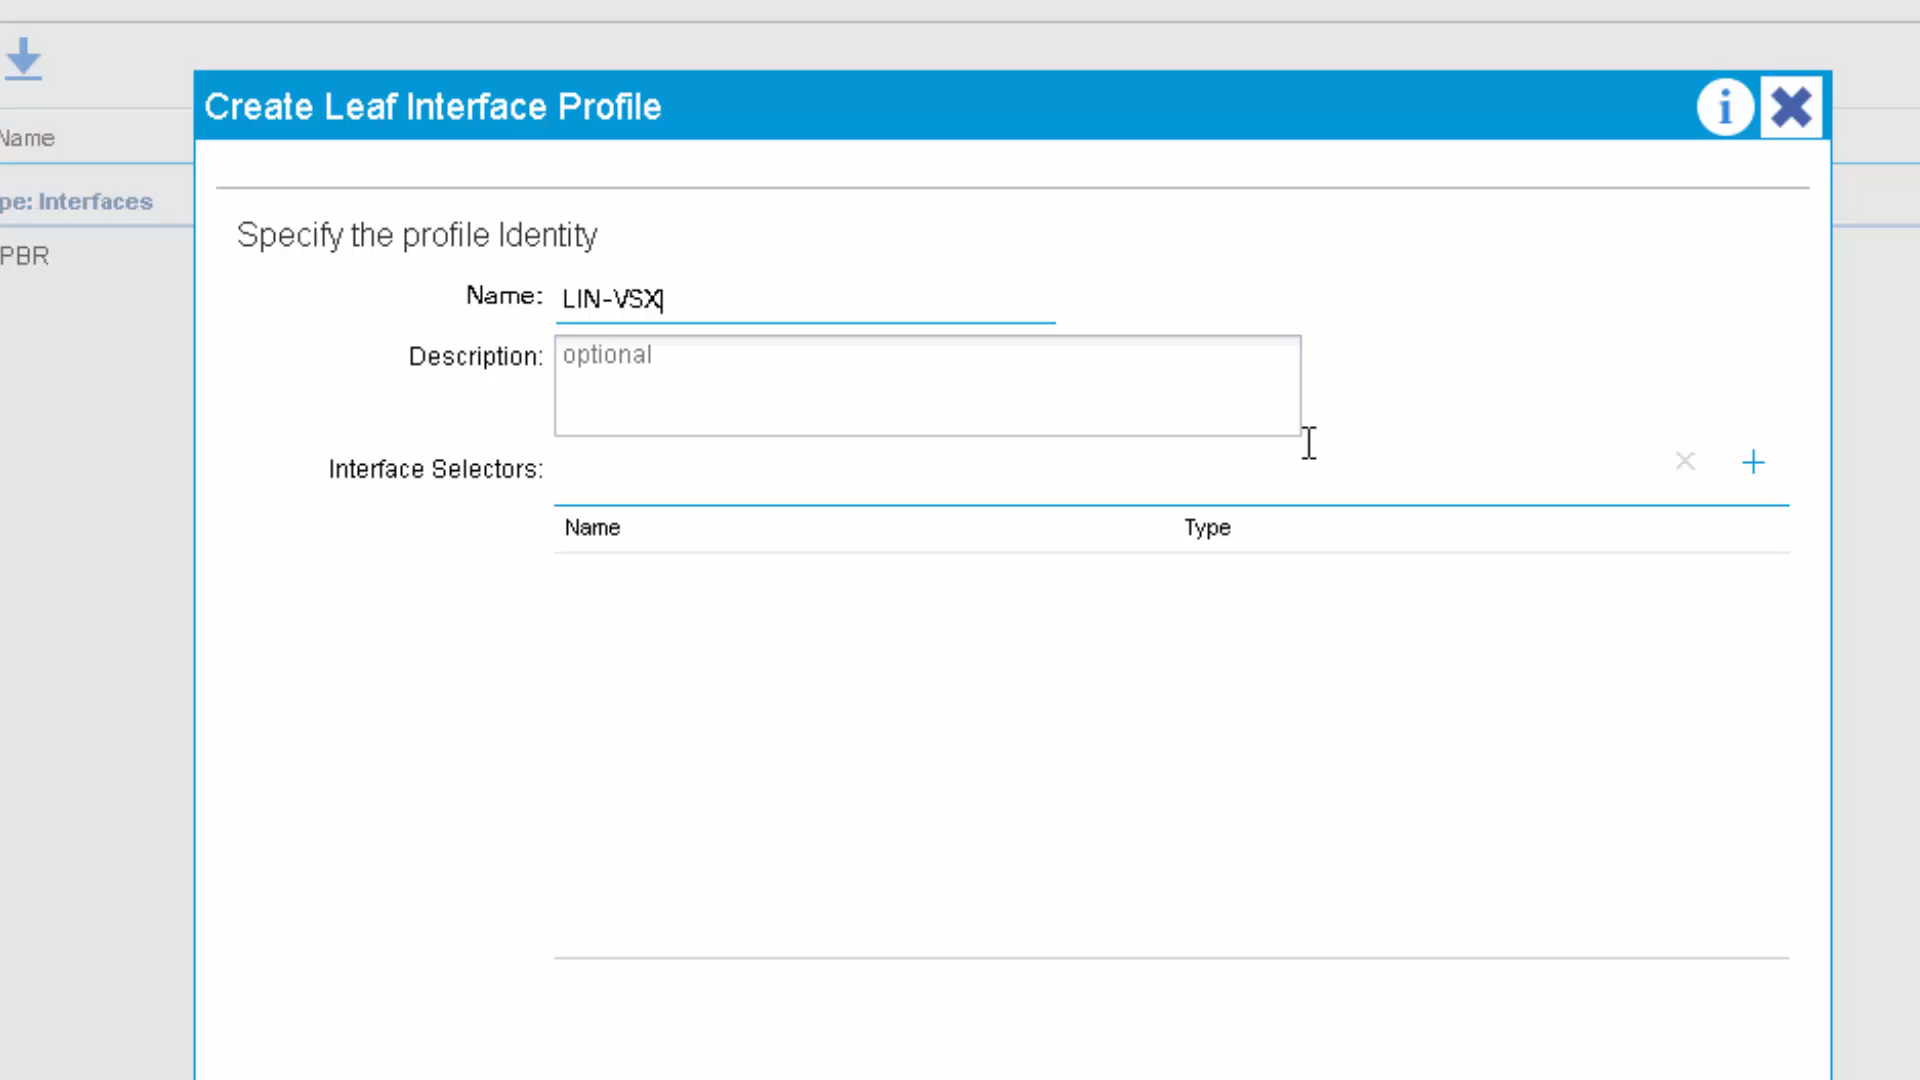 Create Leaf Interface Profile
Name
pe: Interfaces
PBR
Specify the profile Identity
Name: LIN-VSX
Description: optional
Interface Selectors:
Name Type